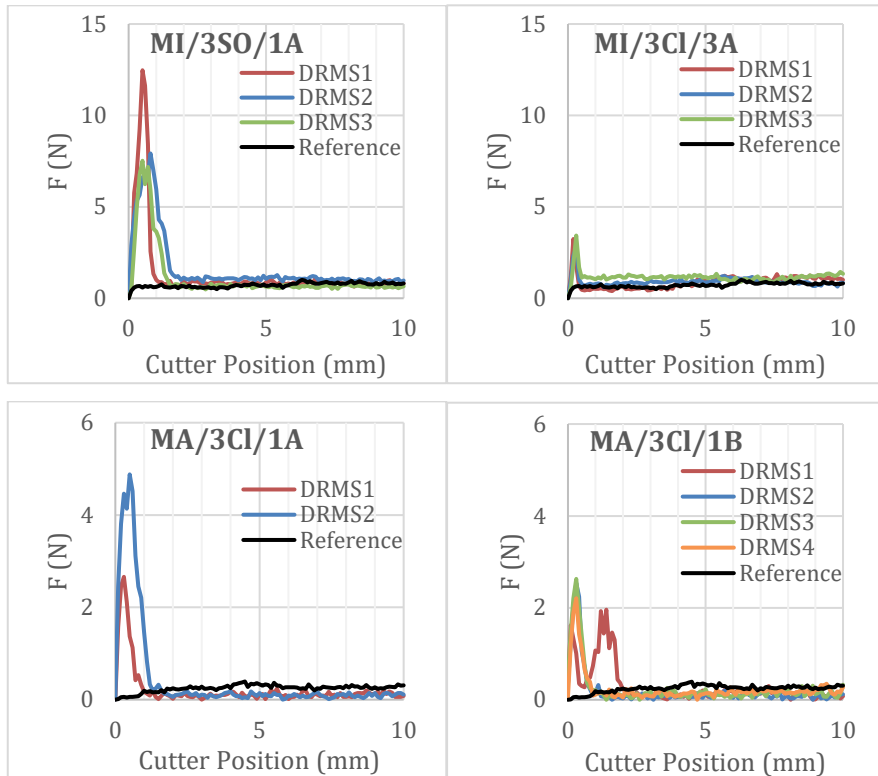 MI/3SO/1A
15
10
5
0
F (N)
DRMS1
DRMS2
DRMS3
Reference
0
5
10
Cutter Position (mm)
MI/3Cl/3A
15
10
5
0
F (N)
DRMS1
DRMS2
DRMS3
Reference
0
5
10
Cutter Position (mm)
MA/3Cl/1A
6
4
2
0
F (N)
DRMS1
DRMS2
Reference
0
5
10
Cutter Position (mm)
MA/3Cl/1B
6
4
2
0
F (N)
DRMS1
DRMS2
DRMS3
DRMS4
Reference
0
5
10
Cutter Position (mm)